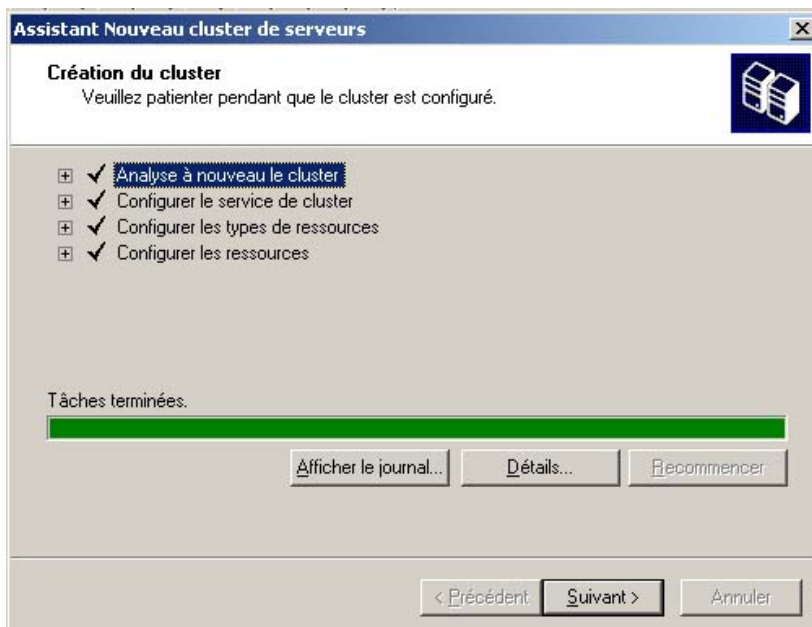 Assistant Nouveau cluster de serveurs
Création du cluster
Veuillez patienter pendant que le cluster est configuré.
Analyse à nouveau le cluster
Configurer le service de cluster
Configurer les types de ressources
Configurer les ressources
Tâches terminées.
Afficher le journal... Détails... Recommencer
< Précédent Suivant > Annuler